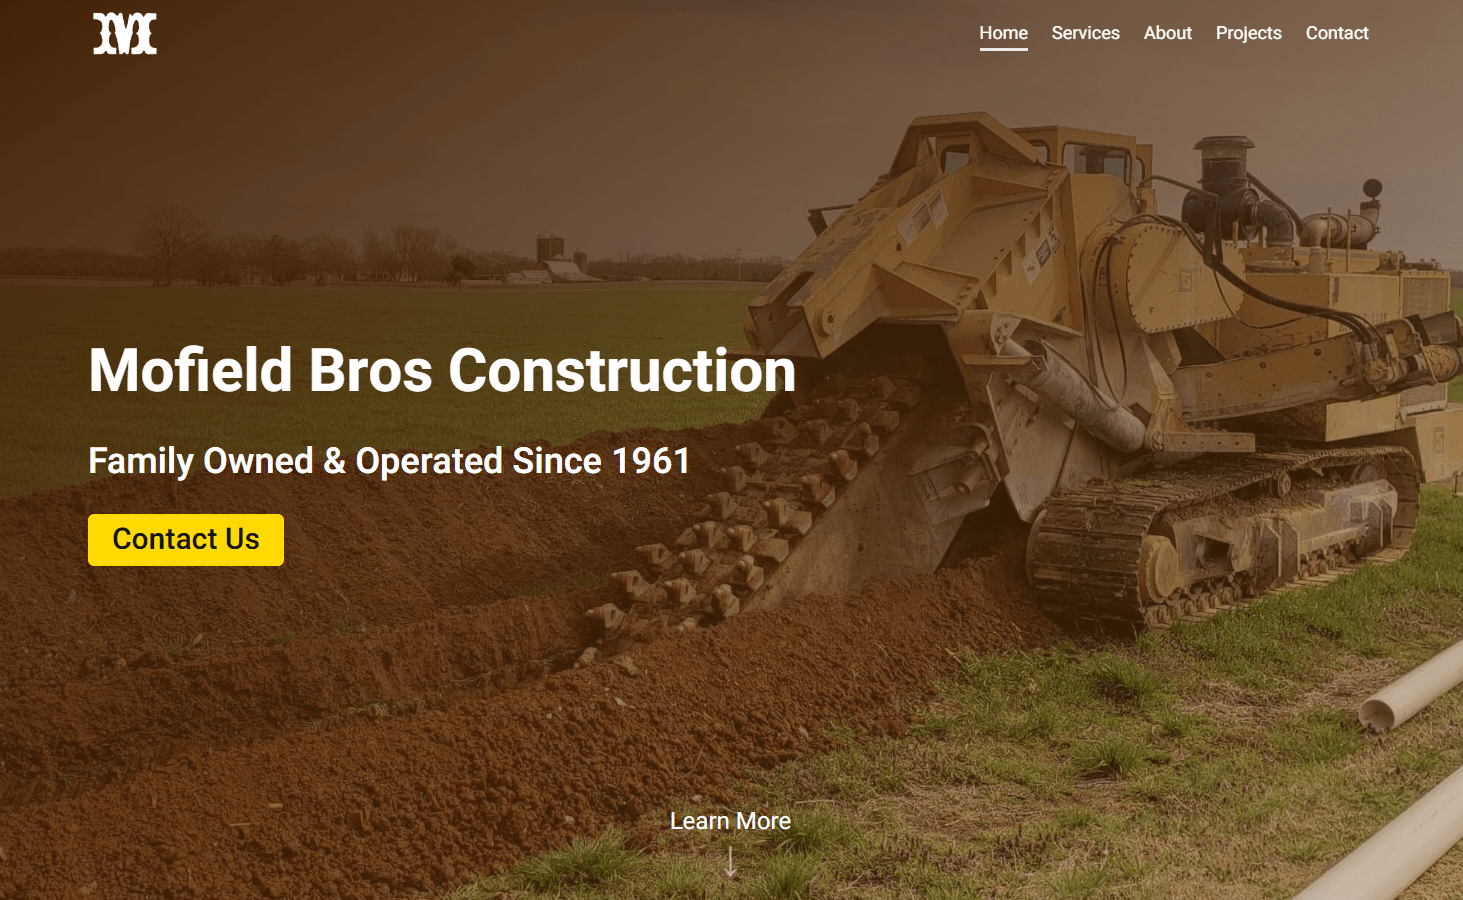 M
Home Services About Projects Contact
Mofield Bros Construction
Family Owned & Operated Since 1961
Contact Us
Learn More